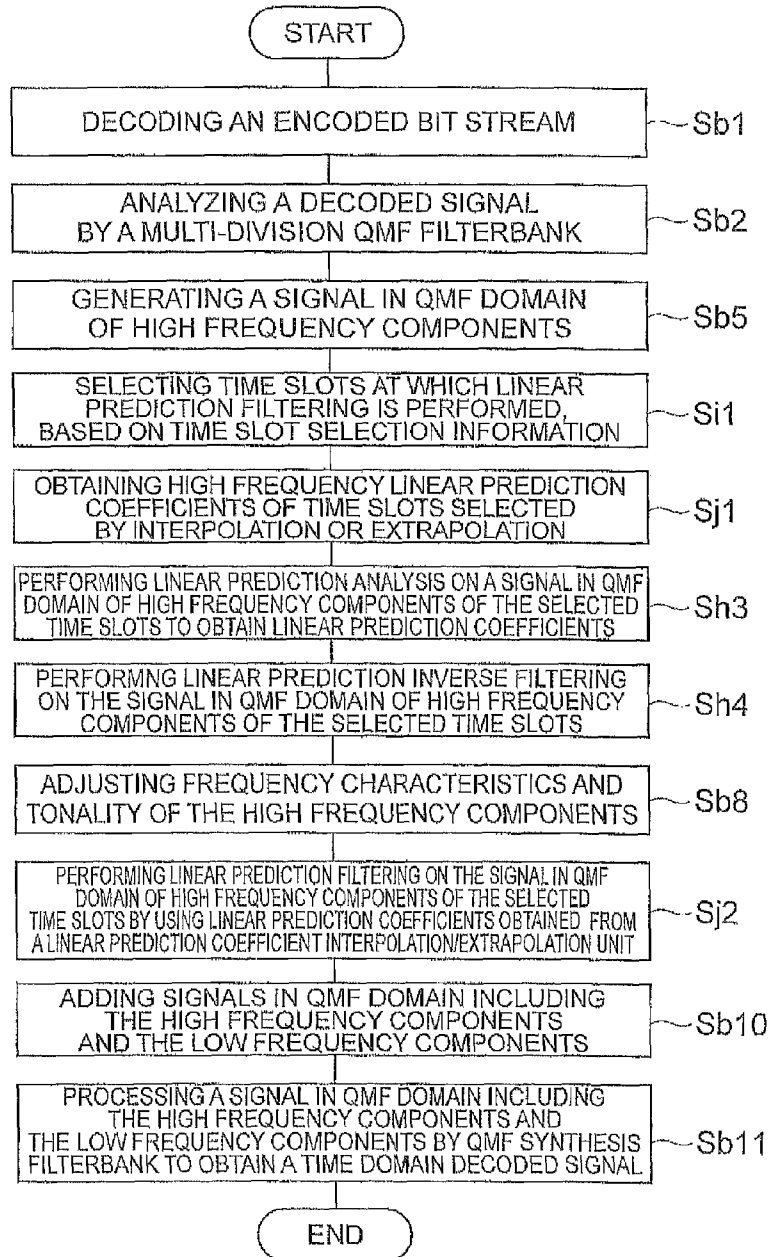 START
DECODING AN ENCODED BIT STREAM
Sb1
ANALYZING A DECODED SIGNAL
BY A MULTI-DIVISION QMF FILTERBANK
Sb2
GENERATING A SIGNAL IN QMF DOMAIN
OF HIGH FREQUENCY COMPONENTS
Sb5
SELECTING TIME SLOTS AT WHICH LINEAR
PREDICTION FILTERING IS PERFORMED,
BASED ON TIME SLOT SELECTION INFORMATION
Si1
OBTAINING HIGH FREQUENCY LINEAR PREDICTION
COEFFICIENTS OF TIME SLOTS SELECTED
BY INTERPOLATION OR EXTRAPOLATION
Sj1
PERFORMING LINEAR PREDICTION ANALYSIS ON A SIGNAL IN QMF
DOMAIN OF HIGH FREQUENCY COMPONENTS OF THE SELECTED
TIME SLOTS TO OBTAIN LINEAR PREDICTION COEFFICIENTS
Sh3
PERFORMNG LINEAR PREDICTION INVERSE FILTERING
ON THE SIGNAL IN QMF DOMAIN OF HIGH FREQUENCY
COMPONENTS OF THE SELECTED TIME SLOTS
Sh4
ADJUSTING FREQUENCY CHARACTERISTICS AND
TONALITY OF THE HIGH FREQUENCY COMPONENTS
Sb8
PERFORMING LINEAR PREDICTION FILTERING ON THE SIGNAL IN QMF
DOMAIN OF HIGH FREQUENCY COMPONENTS OF THE SELECTED
TIME SLOTS BY USING LINEAR PREDICTION COEFFICIENTS OBTAINED FROM
A LINEAR PREDICTION COEFFICIENT INTERPOLATION/EXTRAPOLATION UNIT
Sj2
ADDING SIGNALS IN QMF DOMAIN INCLUDING
THE HIGH FREQUENCY COMPONENTS
AND THE LOW FREQUENCY COMPONENTS
Sb10
PROCESSING A SIGNAL IN QMF DOMAIN INCLUDING
THE HIGH FREQUENCY COMPONENTS AND
THE LOW FREQUENCY COMPONENTS BY QMF SYNTHESIS
FILTERBANK TO OBTAIN A TIME DOMAIN DECODED SIGNAL
Sb11
END